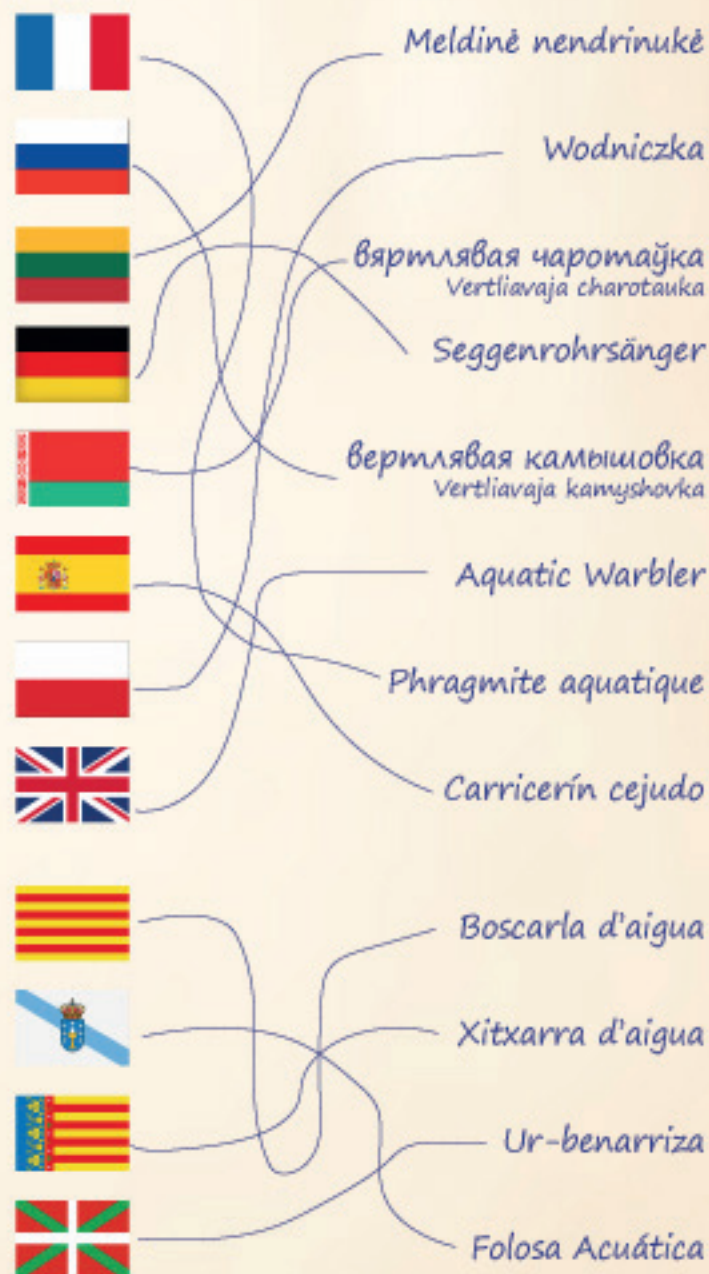 Meldinė nendrinukė
Wodniczka
вяртлявая чаротаўка
Vertliavaja charotauka
Seggenrohrsänger
вертлявая камышовка
Vertliavaja kamyshovka
Aquatic Warbler
Phragmite aquatique
Carricerín cejudo
Boscarla d'aigua
Xitxarra d'aigua
Ur-benarriza
Folosa Acuática